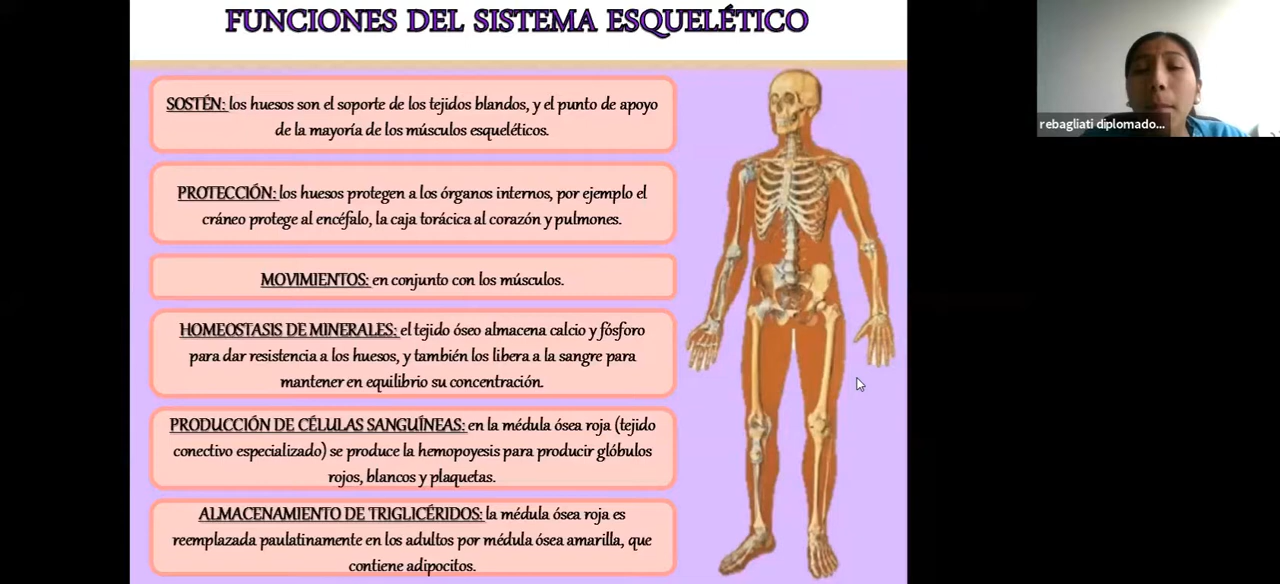 FUNCIONES DEL SISTEMA ESQUELÉTICO
SOSTÉN: los huesos son el soporte de los tejidos blandos, y el punto de apoyo
de la mayoría de los músculos esqueléticos.
PROTECCIÓN: los huesos protegen a los órganos internos, por ejemplo el
cráneo protege al encéfalo, la caja torácica al corazón y pulmones.
MOVIMIENTOS: en conjunto con los músculos.
HOMEOSTASIS DE MINERALES: el tejido óseo almacena calcio y fósforo
para dar resistencia a los huesos, y también los libera a la sangre para
mantener en equilibrio su concentración.
PRODUCCIÓN DE CÉLULAS SANGUÍNEAS: en la médula ósea roja (tejido
conectivo especializado) se produce la hemopoyesis para producir glóbulos
rojos, blancos y plaquetas.
ALMACENAMIENTO DE TRIGLICÉRIDOS: la médula ósea roja es
reemplazada paulatinamente en los adultos por médula ósea amarilla, que
contiene adipocitos.
rebagliati diplomado...